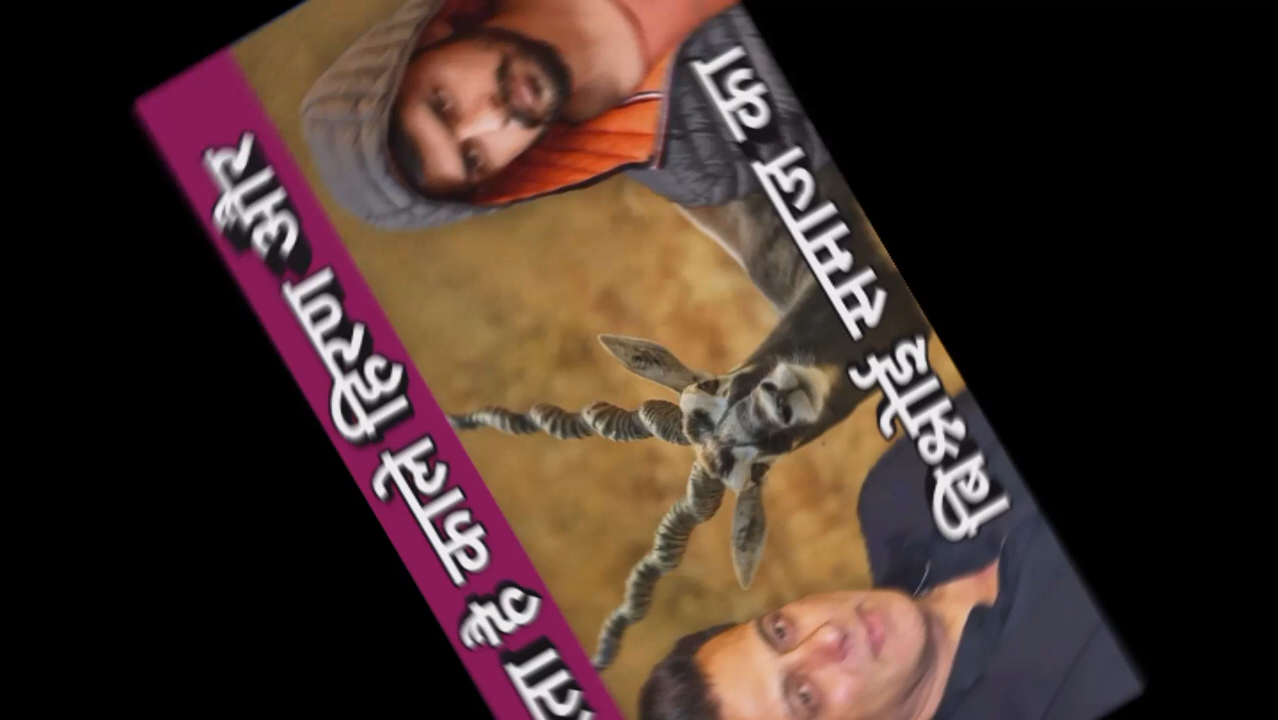 है काले हिरण और
बिश्नोई समाज का